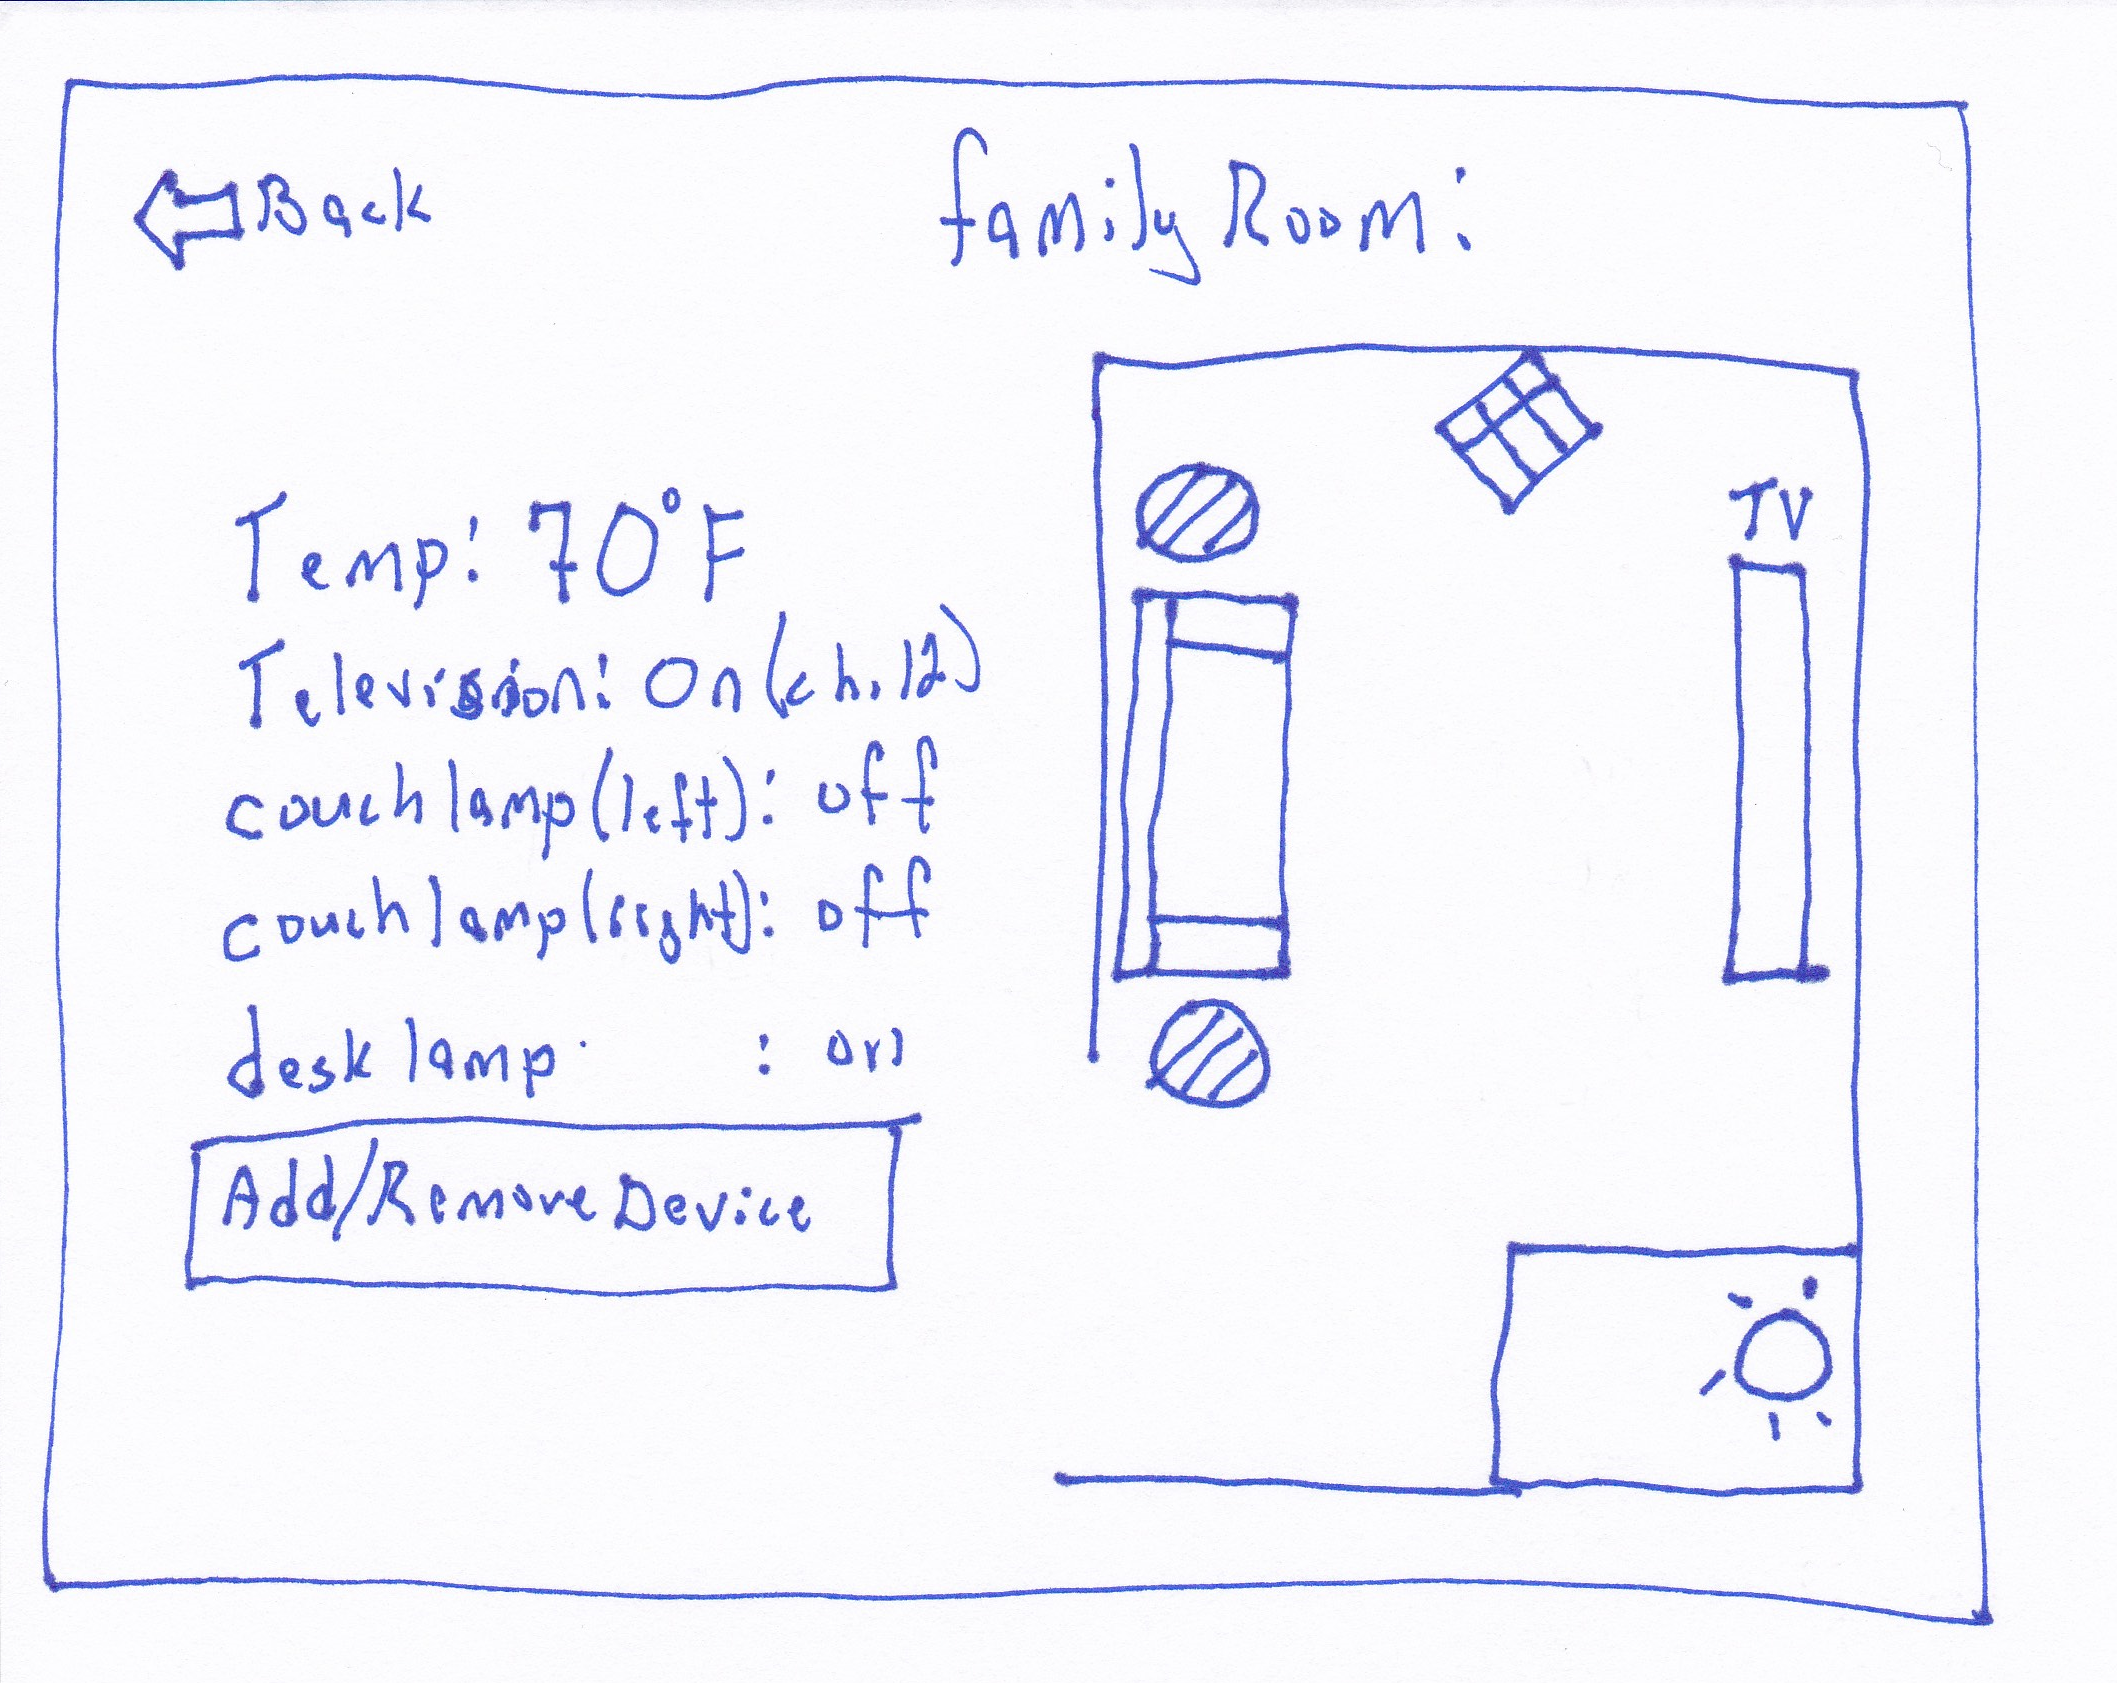 Back
family Room:
Temp: 70°F
TV
Television: On (ch.12)
couch lamp (left): off
couch lamp (right): off
desk lamp : on
Add/Remove Device